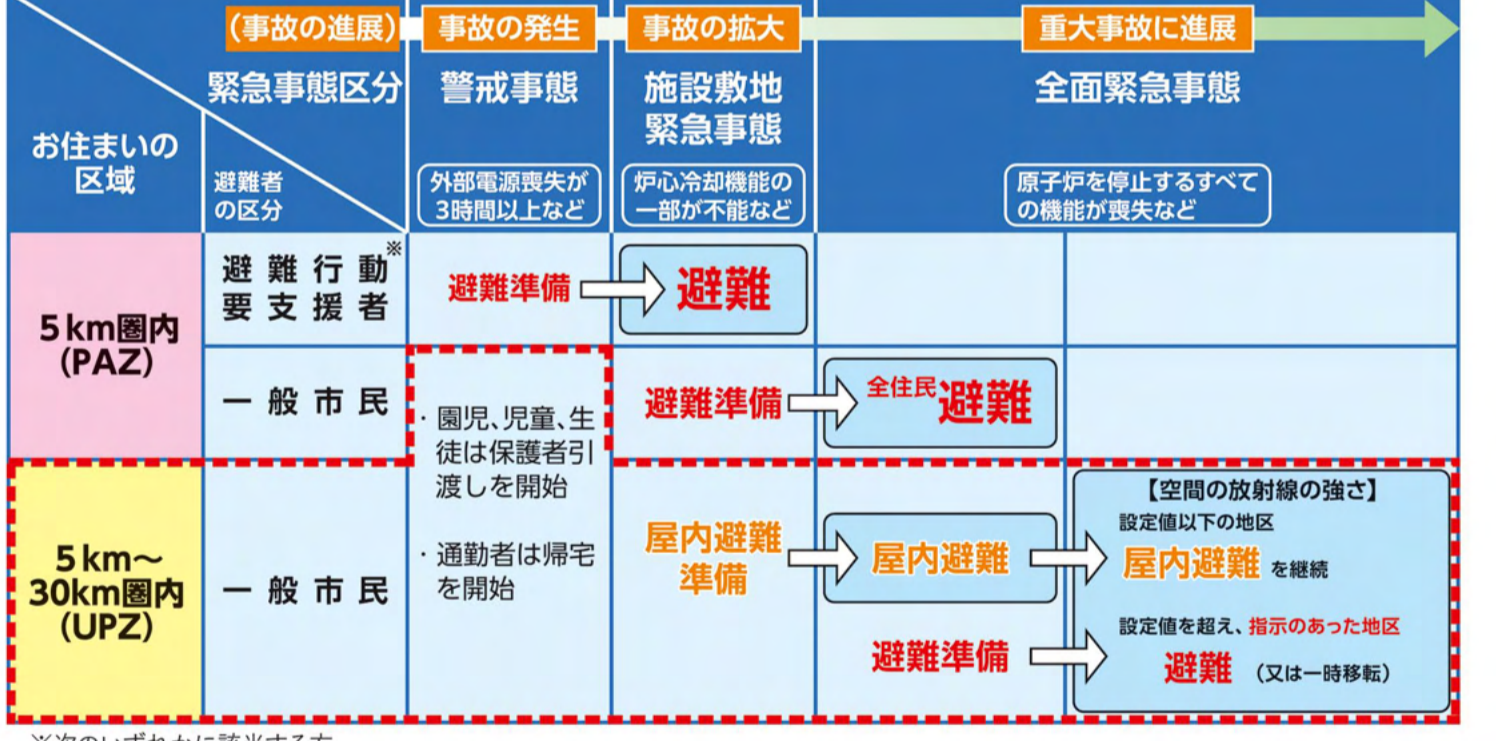 (事故の進展)
事故の発生
事故の拡大
重大事故に進展
緊急事態区分
警戒事態
施設敷地
緊急事態
全面緊急事態
お住まいの
区域
避難者
の区分
外部電源喪失が
3時間以上など
炉心冷却機能の
一部が不能など
原子炉を停止するすべて
の機能が喪失など
5km圏内
(PAZ)
避難行動※
要支援者
避難準備
避難
一般市民
・園児、児童、生
徒は保護者引
渡しを開始
・通勤者は帰宅
を開始
避難準備
全住民避難
5km～
30km圏内
(UPZ)
一般市民
屋内避難
準備
屋内避難
避難準備
【空間の放射線の強さ】
設定値以下の地区
屋内避難 を継続
設定値を超え、指示のあった地区
避難 (又は一時移転)
※次のいずれかに該当する方